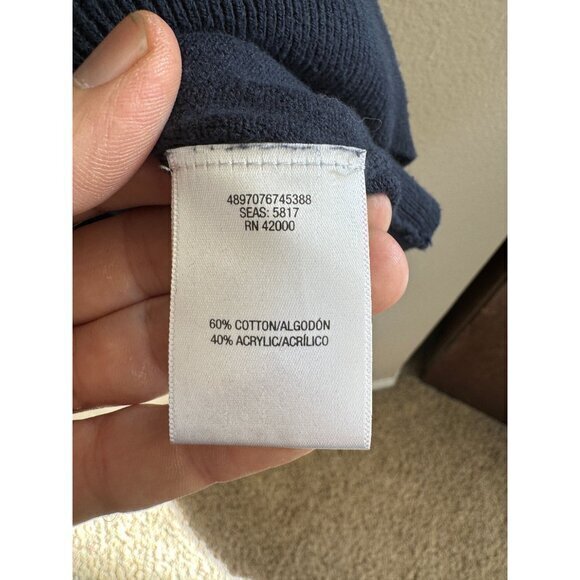 4897076745388
SEAS: 5817
RN 42000
60% COTTON/ALGODÓN
40% ACRYLIC/ACRÍLICO